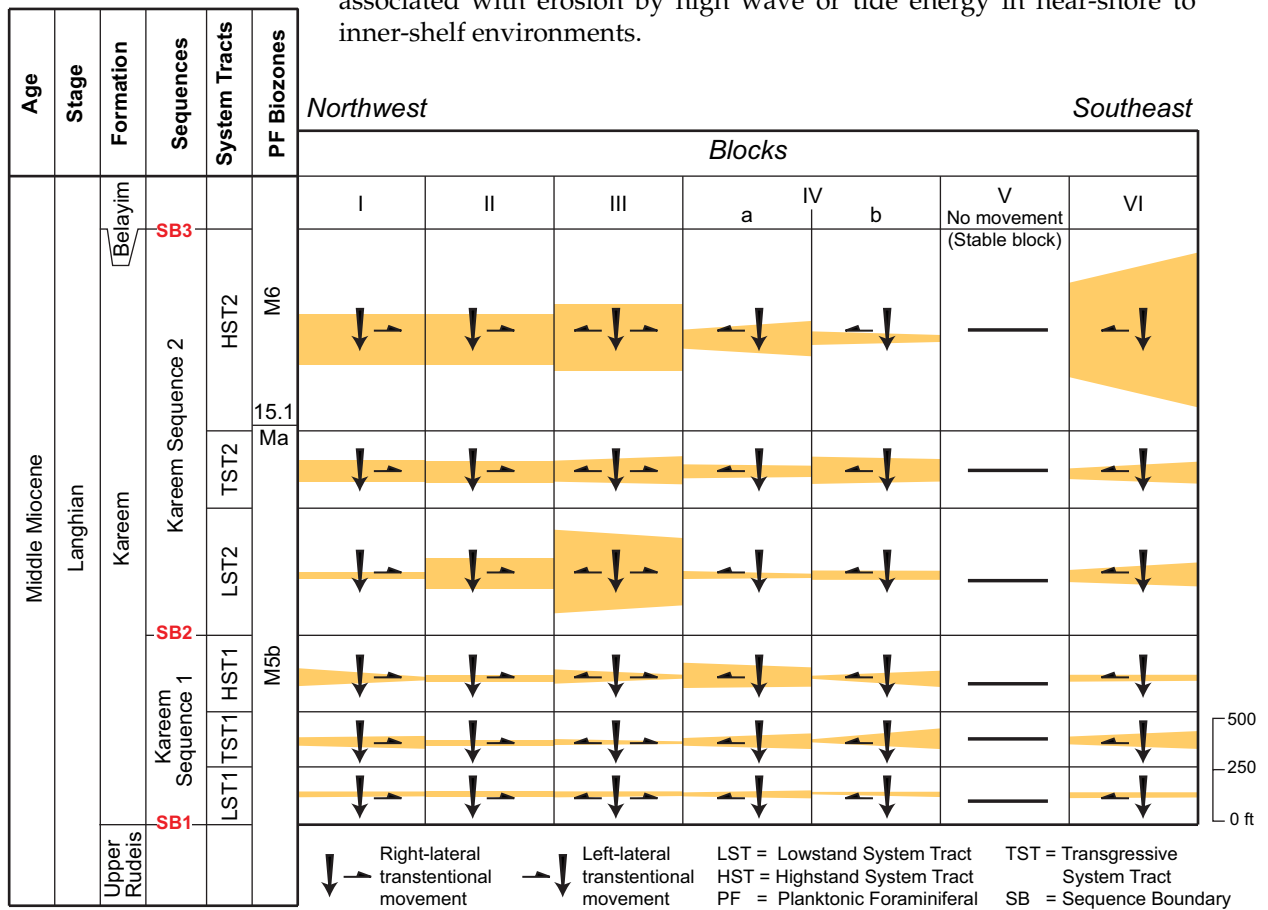 associated with erosion by high wave or tide energy in near-shore to
inner-shelf environments.
Age
Stage
Formation
Sequences
System Tracts
PF Biozones
Northwest
Southeast
Blocks
I
II
III
IV
a
b
V
No movement
(Stable block)
VI
Middle Miocene
Langhian
Belayim
Kareem
Upper
Rudeis
SB3
Kareem Sequence 2
SB2
Kareem
Sequence 1
SB1
HST2
TST2
LST2
HST1
TST1
LST1
M6
15.1
Ma
M5b
500
250
0 ft
Right-lateral
transtentional
movement
Left-lateral
transtentional
movement
LST = Lowstand System Tract
HST = Highstand System Tract
PF = Planktonic Foraminiferal
TST = Transgressive
System Tract
SB = Sequence Boundary